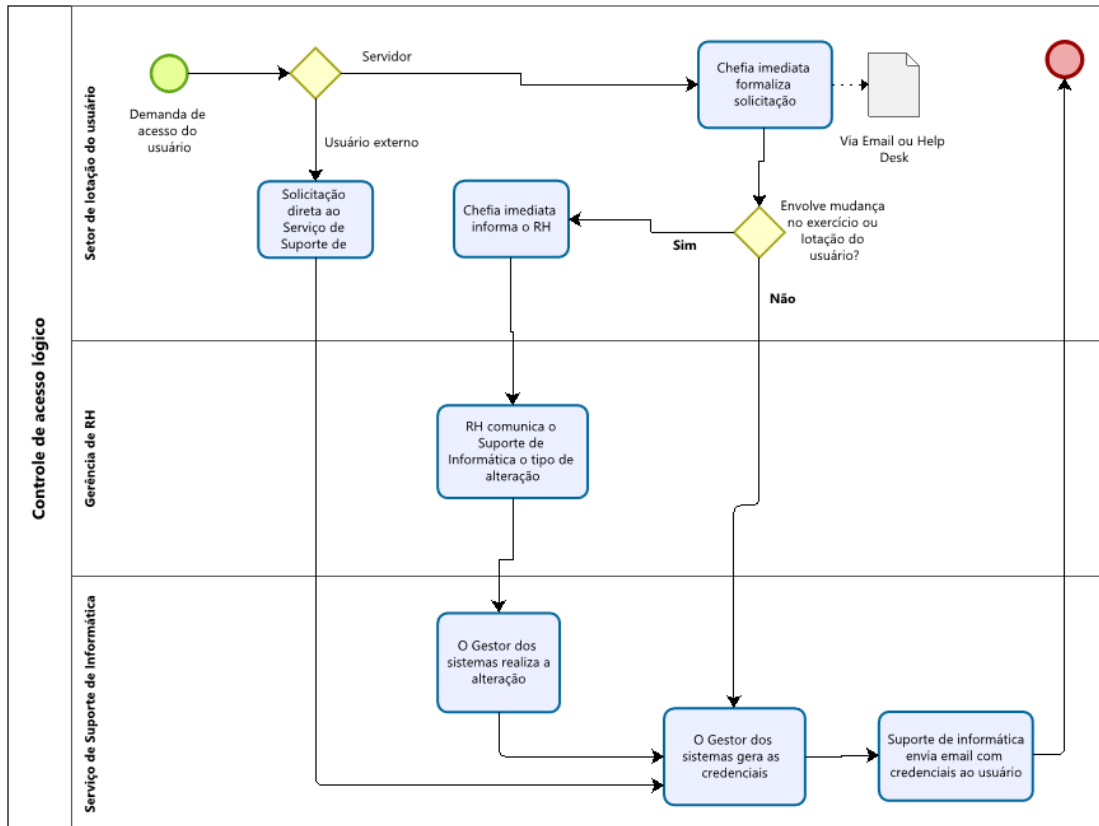 Controle de acesso lógico
Setor de lotação do usuário
Demanda de
acesso do
usuário
Servidor
Usuário externo
Solicitação
direta ao
Serviço de
Suporte de
Chefia imediata
formaliza
solicitação
Via Email ou Help
Desk
Envolve mudança
no exercício ou
lotação do
usuário?
Sim
Não
Chefia imediata
informa o RH
Gerência de RH
RH comunica o
Suporte de
Informática o tipo de
alteração
Serviço de Suporte de Informática
O Gestor dos
sistemas realiza a
alteração
O Gestor dos
sistemas gera as
credenciais
Suporte de informática
envia email com
credenciais ao usuário